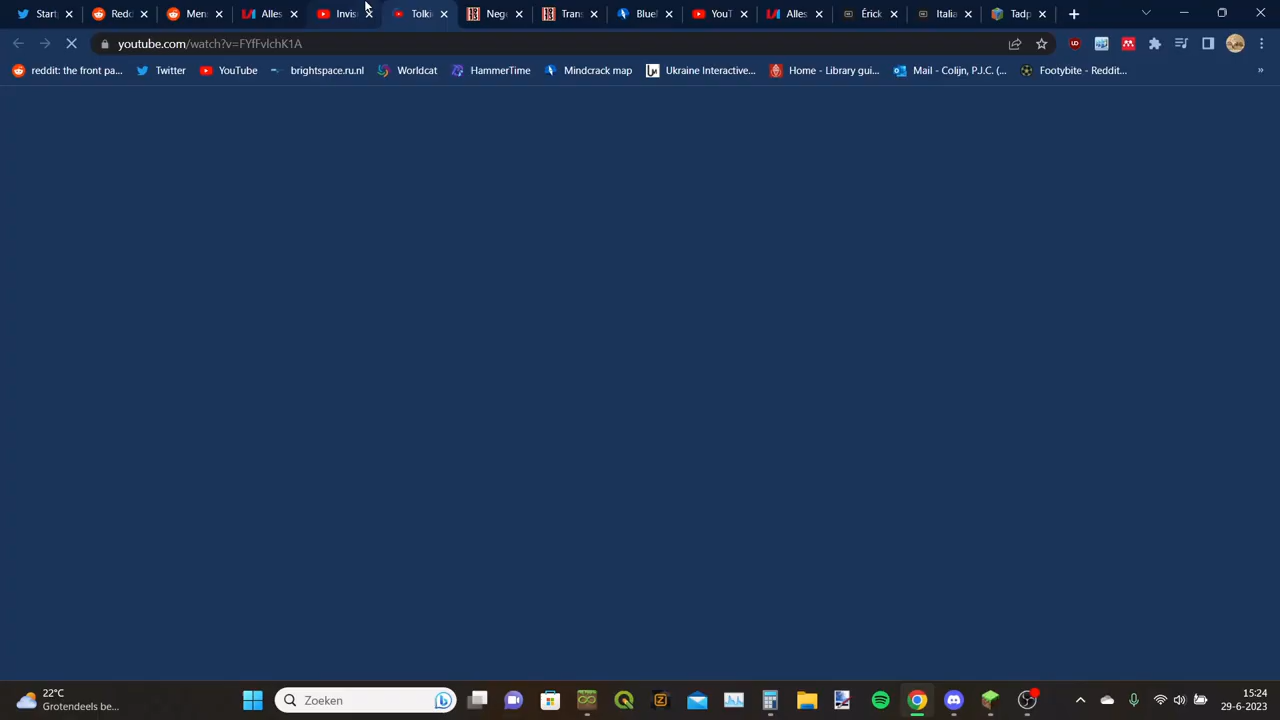 Start Redd Men Alles Invis Tolki Neg Trans Bluel YouT Alles Érick Italia Tadp
youtube.com/watch?v=FYfFvlchK1A
reddit: the front pa... Twitter YouTube brightspace.ru.nl Worldcat HammerTime Mindcrack map Ukraine Interactive... Home - Library gui... Mail - Colijn, P.J.C. (... Footybite - Reddit... »
22°C
Grotendeels be...
Zoeken
15:24
29-6-2023